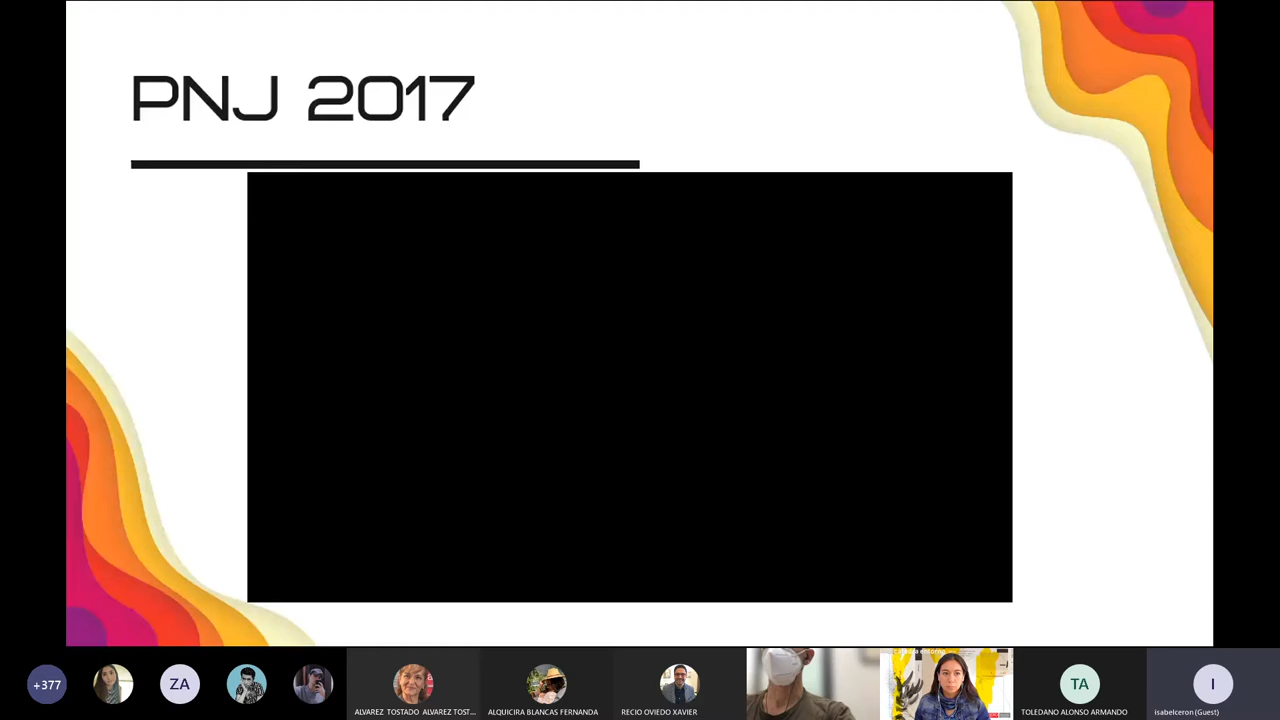 PNJ 2017
+377
ZA
ALVAREZ TOSTADO ALVAREZ TOST...
ALQUICIRA BLANCAS FERNANDA
RECIO OVIEDO XAVIER
TA
TOLEDANO ALONSO ARMANDO
I
isabelceron (Guest)